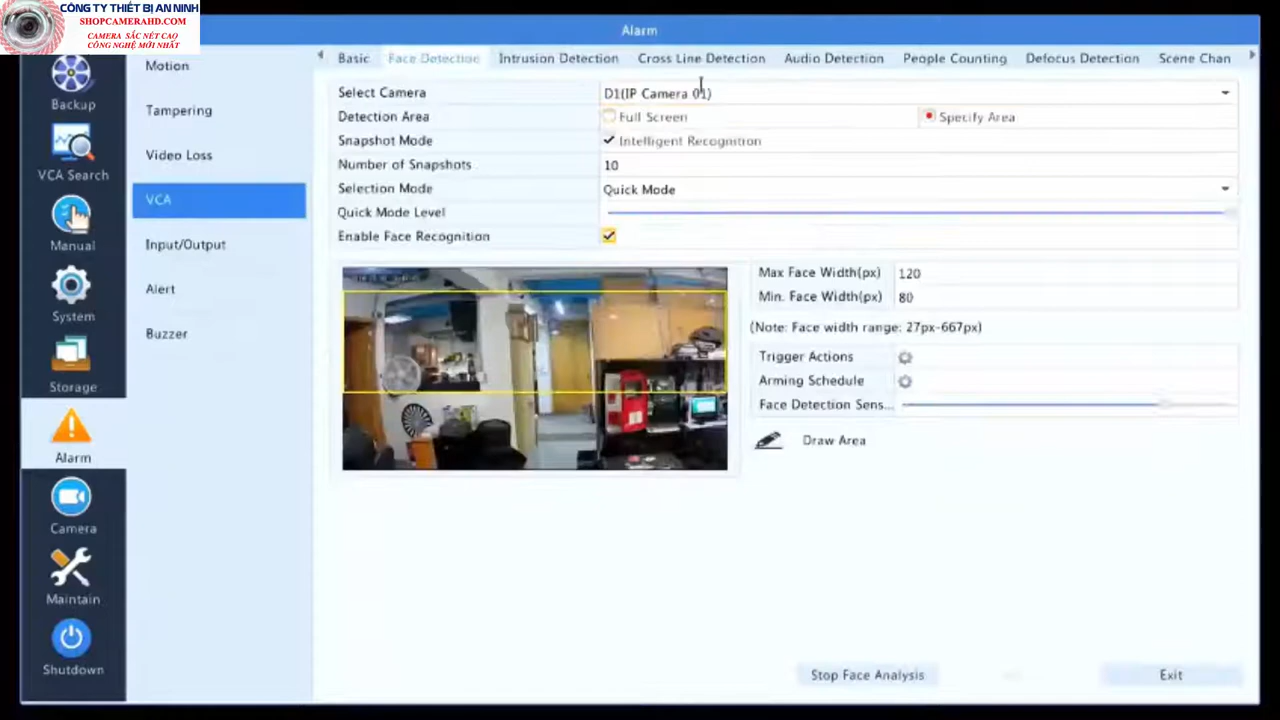 CÔNG TY THIẾT BỊ AN NINH
SHOPCAMERAHD.COM
CAMERA SẮC NÉT CAO
CÔNG NGHỆ MỚI NHẤT
Alarm
Backup
VCA Search
Manual
System
Storage
Alarm
Camera
Maintain
Shutdown
Motion
Tampering
Video Loss
VCA
Input/Output
Alert
Buzzer
Basic Face Detection Intrusion Detection Cross Line Detection Audio Detection People Counting Defocus Detection Scene Chan
Select Camera D1(IP Camera 01)
Detection Area Full Screen Specify Area
Snapshot Mode Intelligent Recognition
Number of Snapshots 10
Selection Mode Quick Mode
Quick Mode Level
Enable Face Recognition
Max Face Width(px) 120
Min. Face Width(px) 80
(Note: Face width range: 27px-667px)
Trigger Actions
Arming Schedule
Face Detection Sens...
Draw Area
Stop Face Analysis
Exit